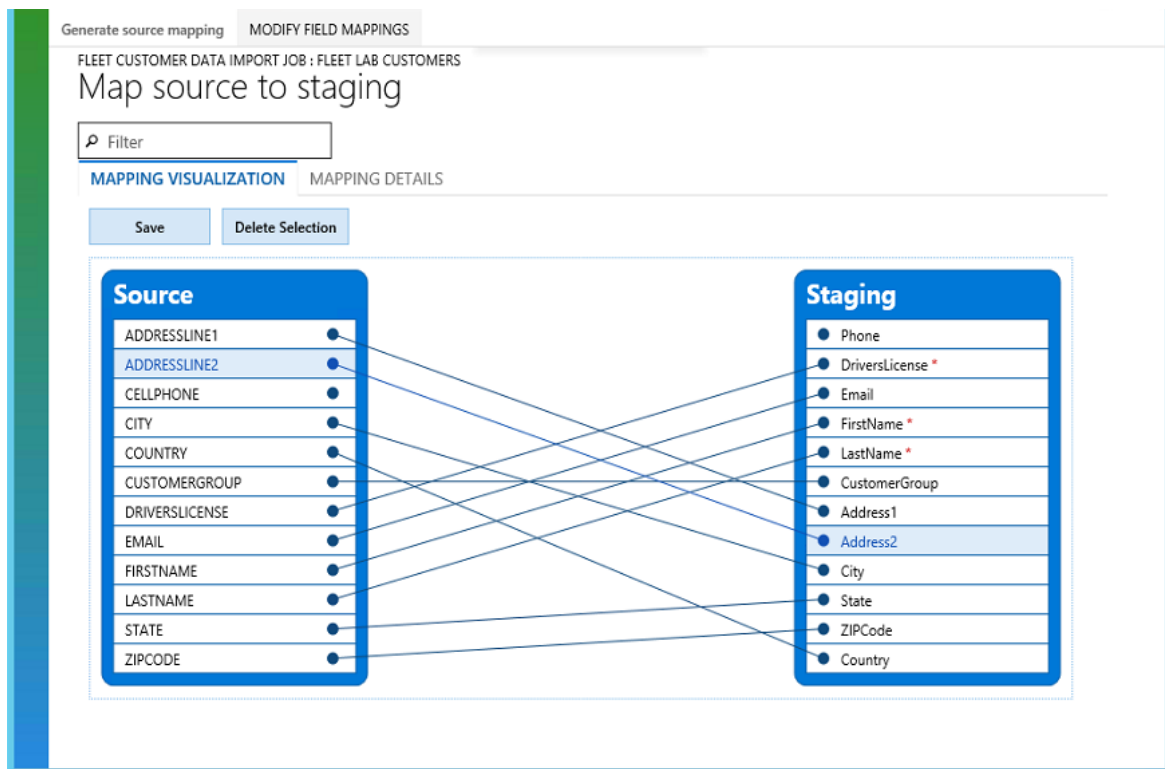 Generate source mapping MODIFY FIELD MAPPINGS
FLEET CUSTOMER DATA IMPORT JOB : FLEET LAB CUSTOMERS
Map source to staging
Filter
MAPPING VISUALIZATION MAPPING DETAILS
Save Delete Selection
Source
ADDRESSLINE1
ADDRESSLINE2
CELLPHONE
CITY
COUNTRY
CUSTOMERGROUP
DRIVERSLICENSE
EMAIL
FIRSTNAME
LASTNAME
STATE
ZIPCODE
Staging
Phone
DriversLicense *
Email
FirstName *
LastName *
CustomerGroup
Address1
Address2
City
State
ZIPCode
Country